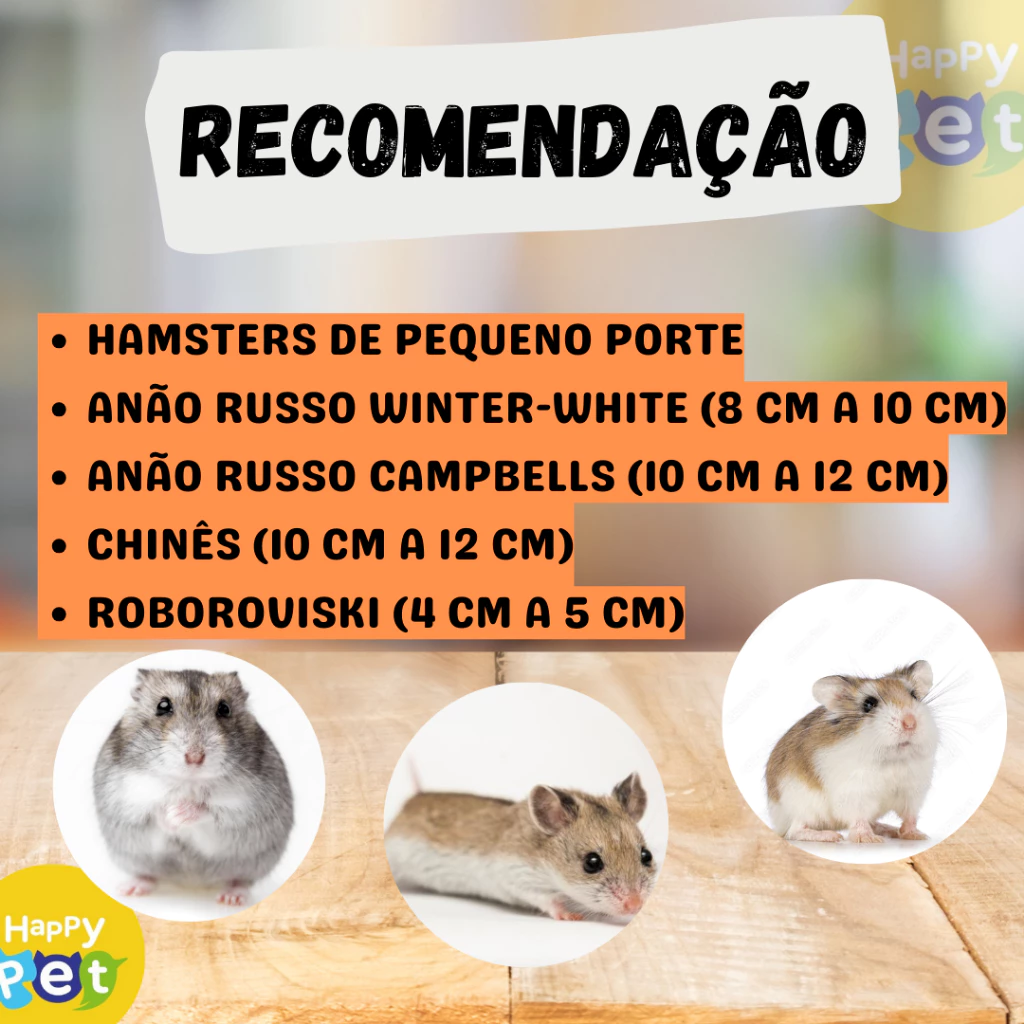 Happy
Pet
RECOMENDAÇÃO
• HAMSTERS DE PEQUENO PORTE
• ANÃO RUSSO WINTER-WHITE (8 CM A 10 CM)
• ANÃO RUSSO CAMPBELLS (10 CM A 12 CM)
• CHINÊS (10 CM A 12 CM)
• ROBOROVISKI (4 CM A 5 CM)
Happy
Pet